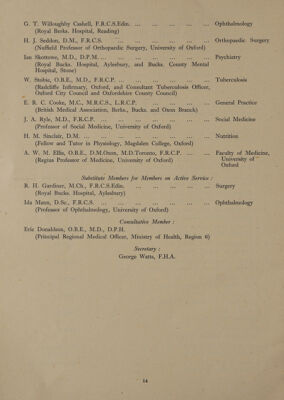 G. T. Willoughby Cashell, F.R.C.S.Edin. ... ... ... ... Ophthalmology
(Royal Berks. Hospital, Reading)
H. J. Seddon, D.M., F.R.C.S. ... ... ... ... ... Orthopaedic Surgery
(Nuffield Professor of Orthopaedic Surgery, University of Oxford)
Ian Skottowe, M.D., D.P.M. ... ... ... ... ... Psychiatry
(Royal Bucks. Hospital, Aylesbury, and Bucks. County Mental
Hospital, Stone)
W. Stobie, O.B.E., M.D., F.R.C.P. ... ... ... ... ... Tuberculosis
(Radcliffe Infirmary, Oxford, and Consultant Tuberculosis Officer,
Oxford City Council and Oxfordshire County Council)
E. R. C. Cooke, M.C., M.R.C.S., L.R.C.P. ... ... ... ... General Practice
(British Medical Association, Berks., Bucks. and Oxon Branch)
J. A. Ryle, M.D., F.R.C.P. ... ... ... ... ... Social Medicine
(Professor of Social Medicine, University of Oxford)
H. M. Sinclair, D.M. ... ... ... ... ... ... Nutrition
(Fellow and Tutor in Physiology, Magdalen College, Oxford)
A. W. M. Ellis, O.B.E., D.M.Oxon, M.D.Toronto, F.R.C.P. ... ... Faculty of Medicine,
(Regius Professor of Medicine, University of Oxford) University of
Oxford
Substitute Members for Members on Active Service :
R. H. Gardiner, M.Ch., F.R.C.S.Edin. ... ... ... ... Surgery
(Royal Bucks. Hospital, Aylesbury)
Ida Mann, D.Sc., F.R.C.S. ... ... ... ... ... Ophthalmology
(Professor of Ophthalmology, University of Oxford)
Consultative Member :
Eric Donaldson, O.B.E., M.D., D.P.H.
(Principal Regional Medical Officer, Ministry of Health, Region 6)
Secretary :
George Watts, F.H.A.
14